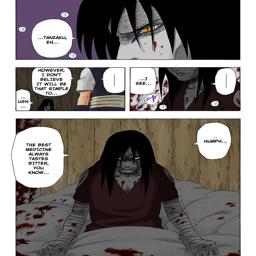 ...TANZAKU,
EH...
...I
SEE...
HOWEVER,
I DON'T
BELIEVE
IT WILL BE
THAT SIMPLE
TO...
...
UGH
..
HUMPH...
THE BEST
MEDICINE
ALWAYS
TASTES
BITTER,
YOU
KNOW...